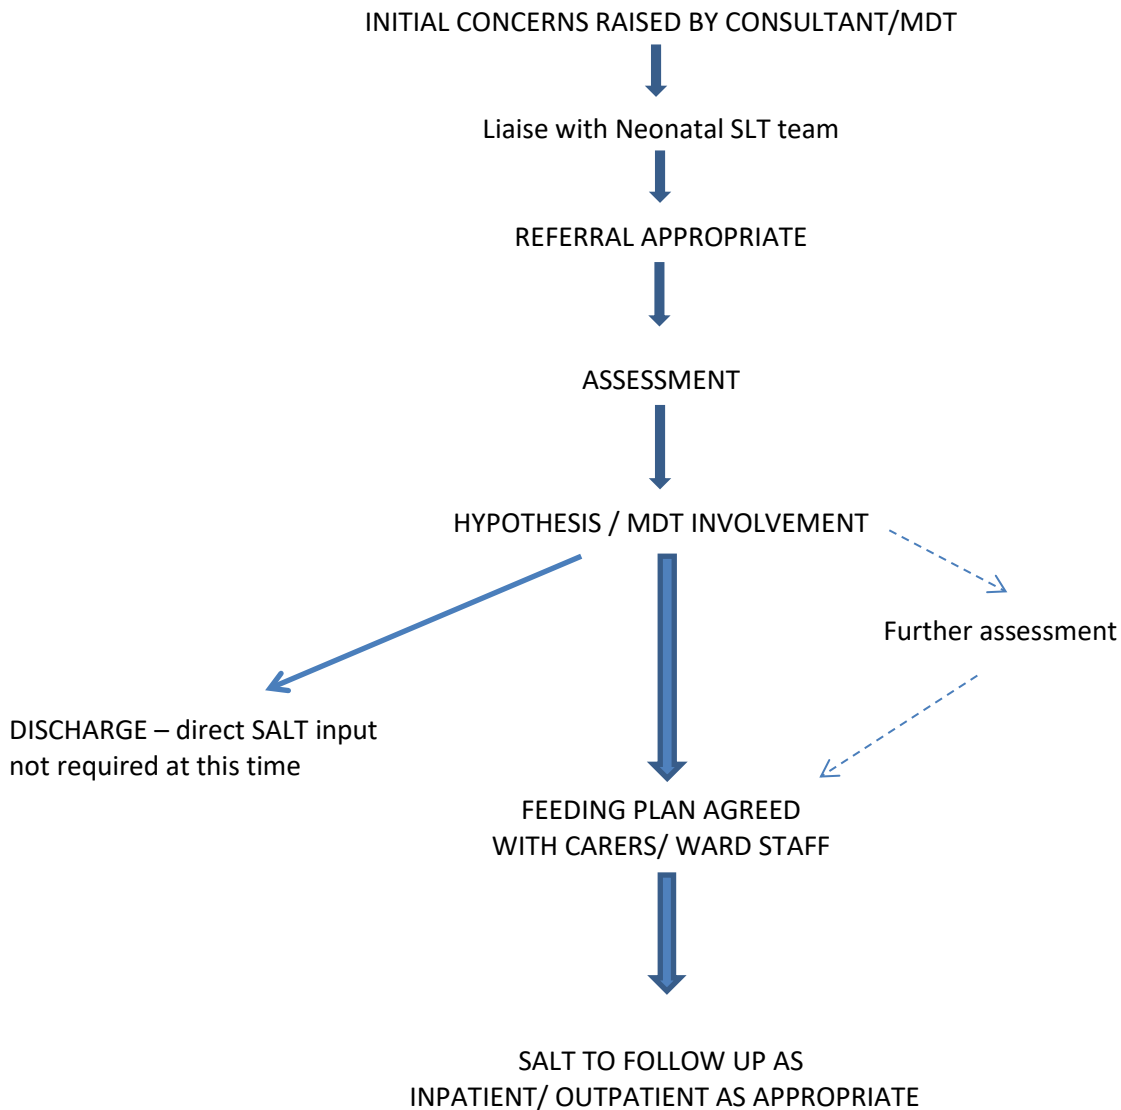 INITIAL CONCERNS RAISED BY CONSULTANT/MDT
Liaise with Neonatal SLT team
REFERRAL APPROPRIATE
ASSESSMENT
HYPOTHESIS / MDT INVOLVEMENT
Further assessment
DISCHARGE – direct SALT input
not required at this time
FEEDING PLAN AGREED
WITH CARERS/ WARD STAFF
SALT TO FOLLOW UP AS
INPATIENT/ OUTPATIENT AS APPROPRIATE